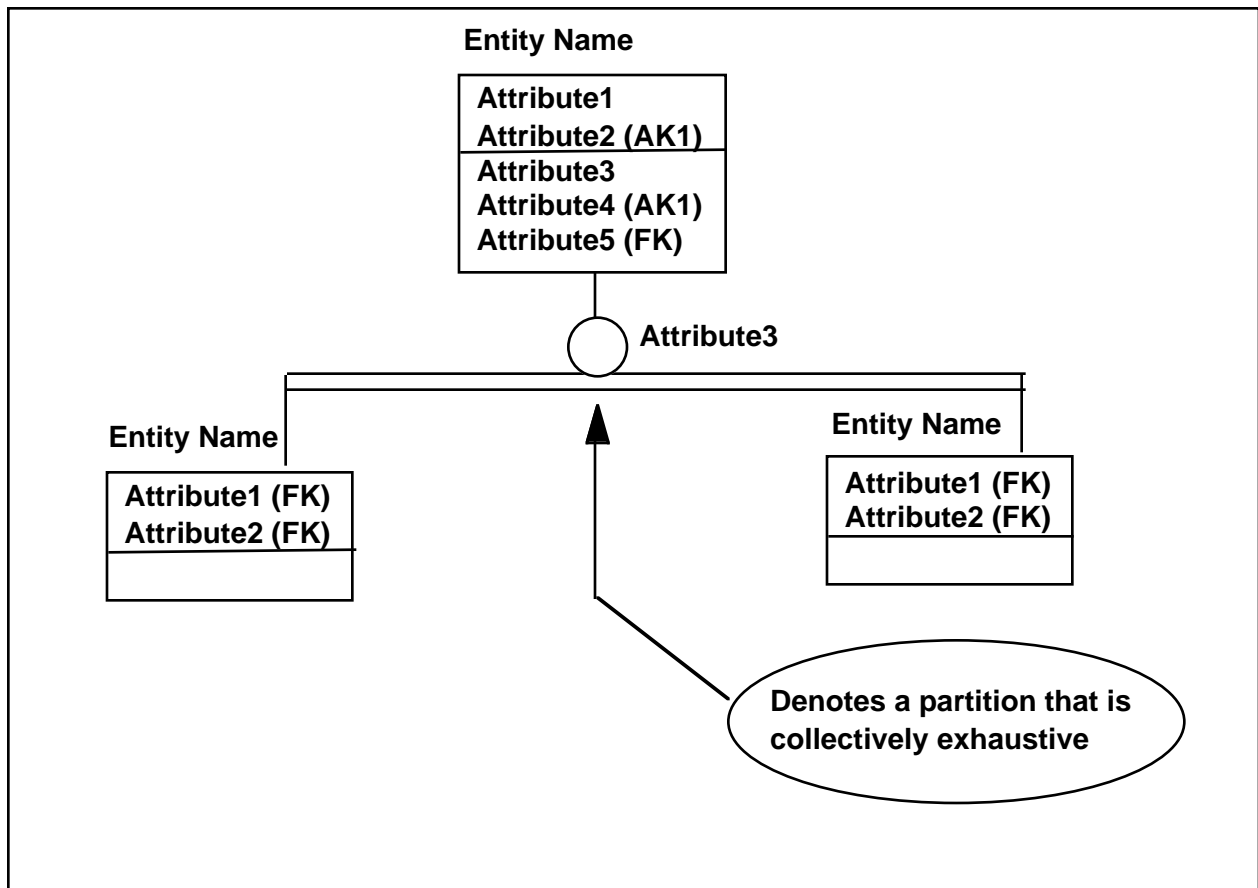 Entity Name
Attribute1
Attribute2 (AK1)
Attribute3
Attribute4 (AK1)
Attribute5 (FK)
Attribute3
Entity Name
Attribute1 (FK)
Attribute2 (FK)
Entity Name
Attribute1 (FK)
Attribute2 (FK)
Denotes a partition that is
collectively exhaustive